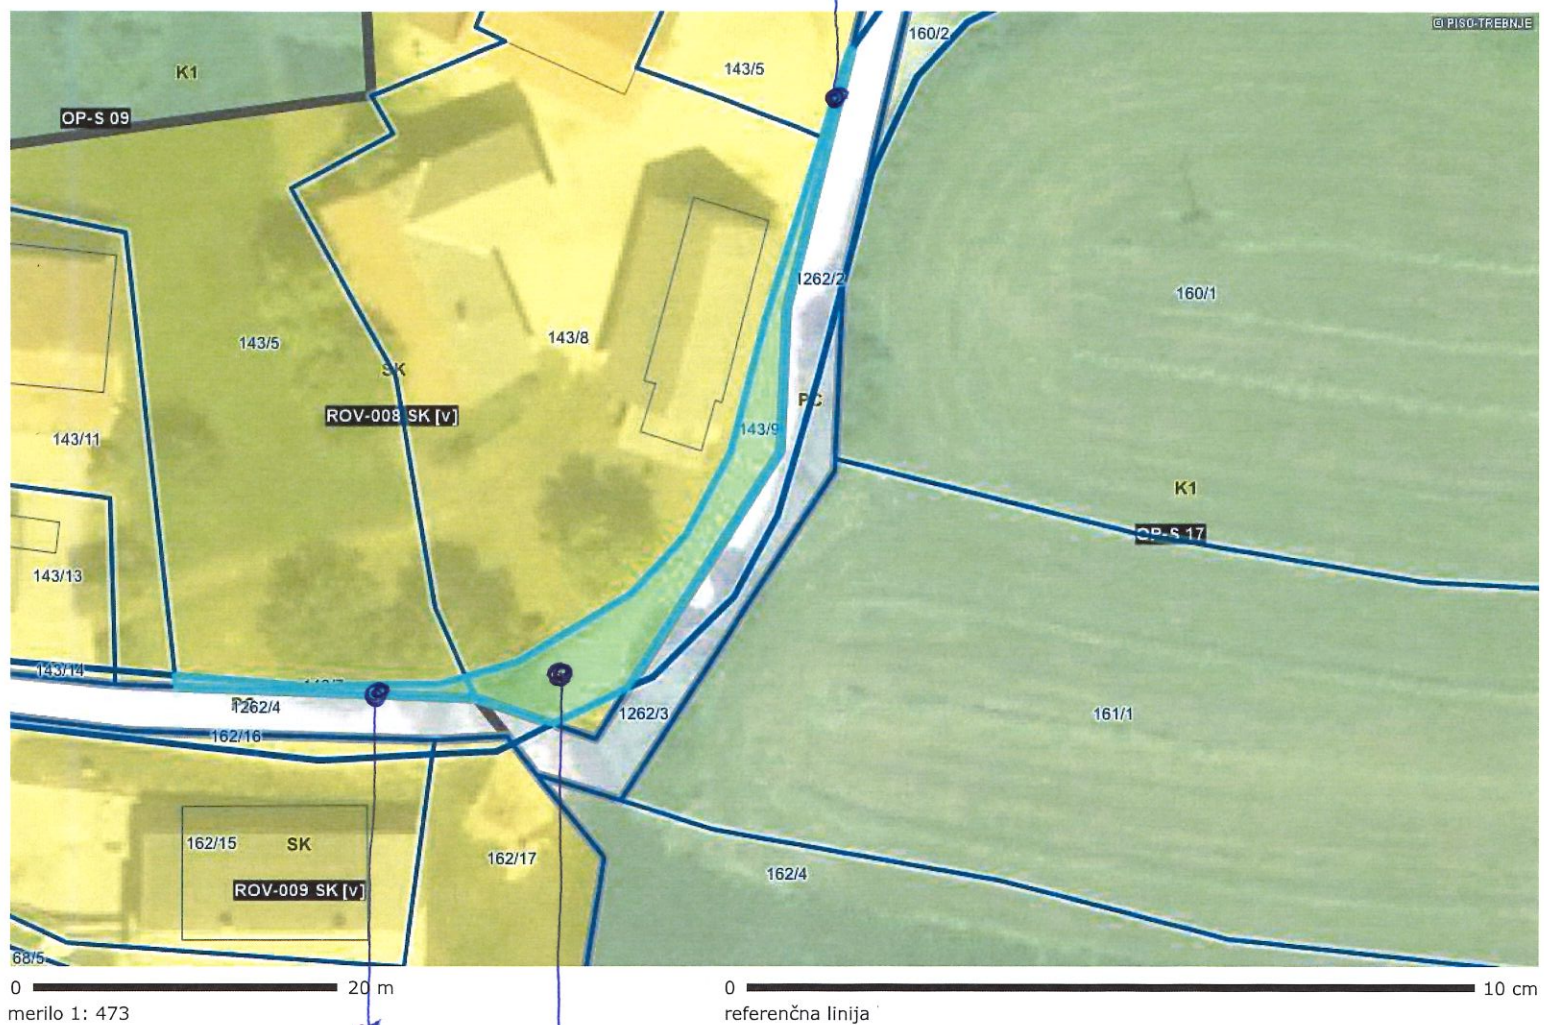 © PISO-TREBNJE
160/2
143/5
K1
OP-S 09
1262/2
160/1
143/8
143/5
SK
PC
ROV-008 SK [v]
143/9
143/11
K1
OP-S 17
143/13
143/14
1262/4
1262/3
161/1
162/16
162/15
SK
162/17
162/4
ROV-009 SK [v]
68/5
0 20 m
0 10 cm
merilo 1: 473
referenčna linija